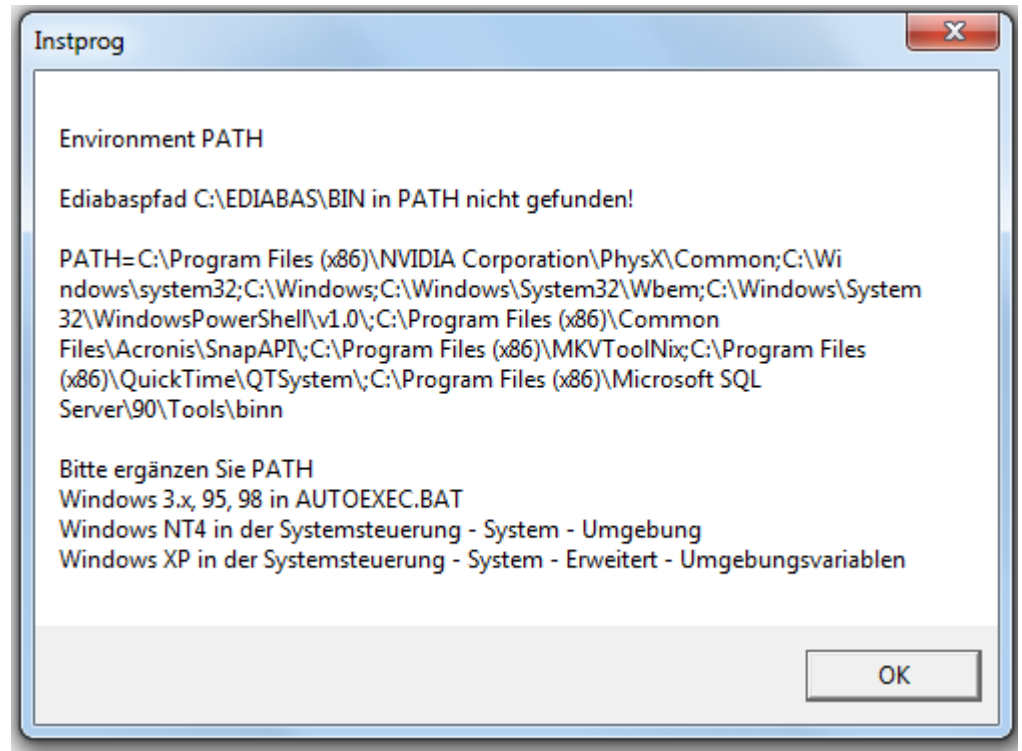 Instprog
Environment PATH
Ediabaspfad C:\EDIABAS\BIN in PATH nicht gefunden!
PATH=C:\Program Files (x86)\NVIDIA Corporation\PhysX\Common;C:\Wi
ndows\system32;C:\Windows;C:\Windows\System32\Wbem;C:\Windows\System
32\WindowsPowerShell\v1.0\;C:\Program Files (x86)\Common
Files\Acronis\SnapAPI\;C:\Program Files (x86)\MKVToolNix;C:\Program Files
(x86)\QuickTime\QTSystem\;C:\Program Files (x86)\Microsoft SQL
Server\90\Tools\binn
Bitte ergänzen Sie PATH
Windows 3.x, 95, 98 in AUTOEXEC.BAT
Windows NT4 in der Systemsteuerung - System - Umgebung
Windows XP in der Systemsteuerung - System - Erweitert - Umgebungsvariablen
OK